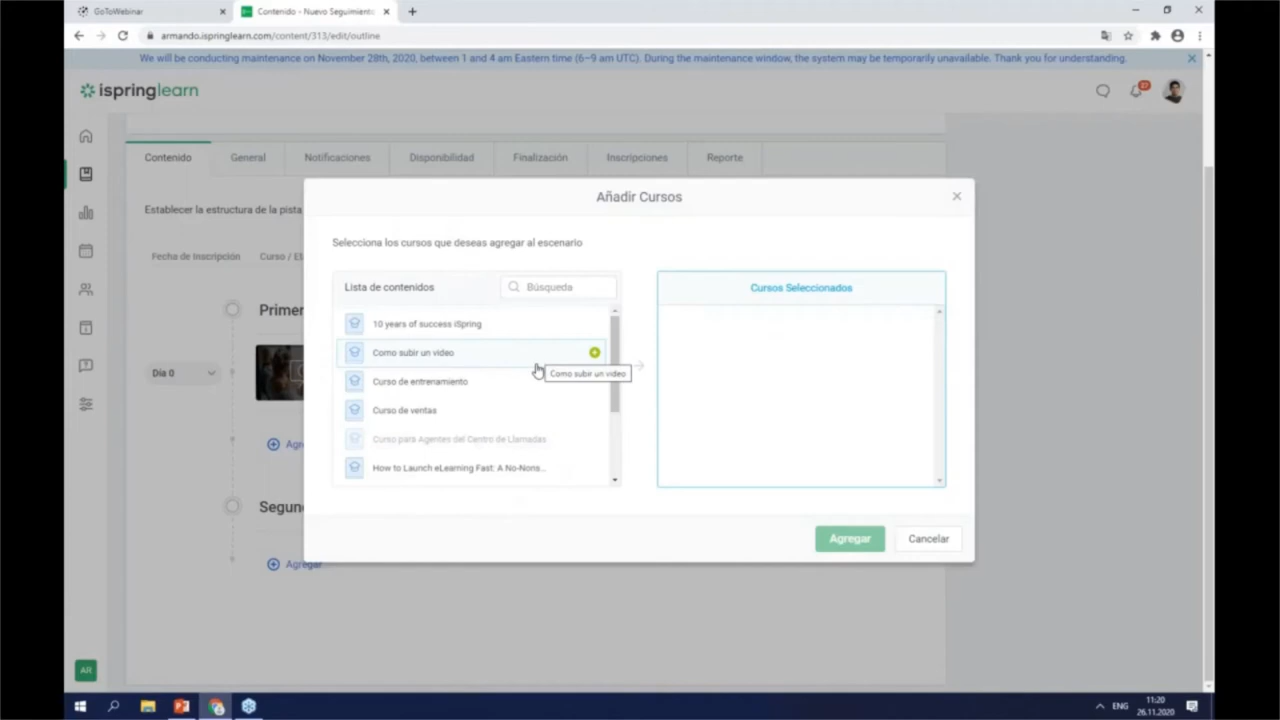 GoToWebinar
Contenido - Nuevo Seguimiento
armando.ispringlearn.com/content/313/edit/outline
We will be conducting maintenance on November 28th, 2020, between 1 and 4 am Eastern time (6–9 am UTC). During the maintenance window, the system may be temporarily unavailable. Thank you for understanding.
ispringlearn
Contenido General Notificaciones Disponibilidad Finalización Inscripciones Reporte
Establecer la estructura de la pista
Fecha de Inscripción Curso /
Primer
Día 0
Agre
Segun
Agregar
Añadir Cursos
Selecciona los cursos que deseas agregar al escenario
Lista de contenidos
Búsqueda
10 years of success iSpring
Como subir un video
Como subir un video
Curso de entrenamiento
Curso de ventas
Curso para Agentes del Centro de Llamadas
How to Launch eLearning Fast: A No-Nons...
Cursos Seleccionados
Agregar
Cancelar
AR
ENG
11:20
26.11.2020